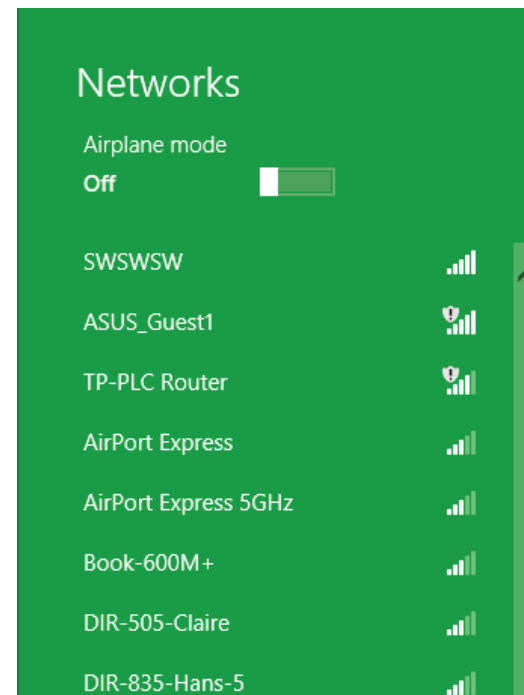 Networks
Airplane mode
Off
SWSWSW
ASUS_Guest1
TP-PLC Router
AirPort Express
AirPort Express 5GHz
Book-600M+
DIR-505-Claire
DIR-835-Hans-5